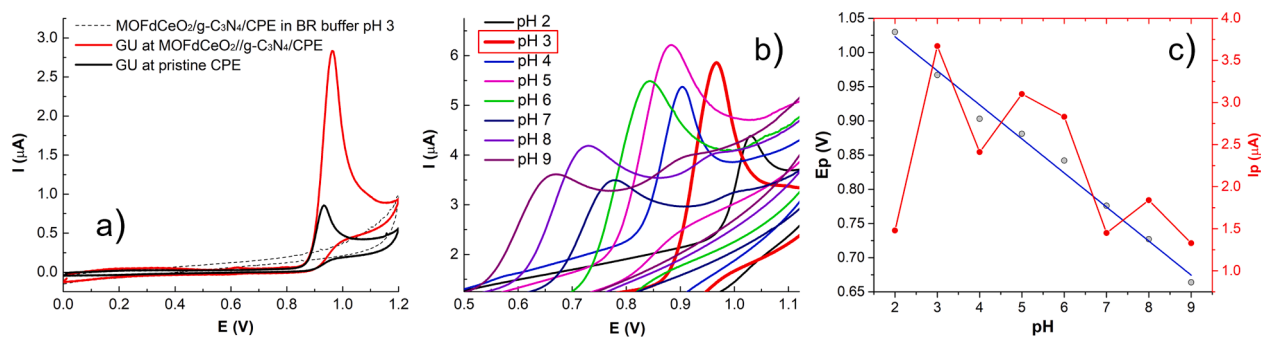 MOFdCeO₂/g-C₃N₄/CPE in BR buffer pH 3
GU at MOFdCeO₂//g-C₃N₄/CPE
GU at pristine CPE
a)
I (μA)
3.0
2.5
2.0
1.5
1.0
0.5
0.0
0.0 0.2 0.4 0.6 0.8 1.0 1.2
E (V)
pH 2
pH 3
pH 4
pH 5
pH 6
pH 7
pH 8
pH 9
b)
I (μA)
6
5
4
3
2
0.5 0.6 0.7 0.8 0.9 1.0 1.1
E (V)
c)
Ep (V)
1.05
1.00
0.95
0.90
0.85
0.80
0.75
0.70
0.65
2 3 4 5 6 7 8 9
pH
4.0
3.5
3.0
2.5
2.0
1.5
1.0
Ip (μA)